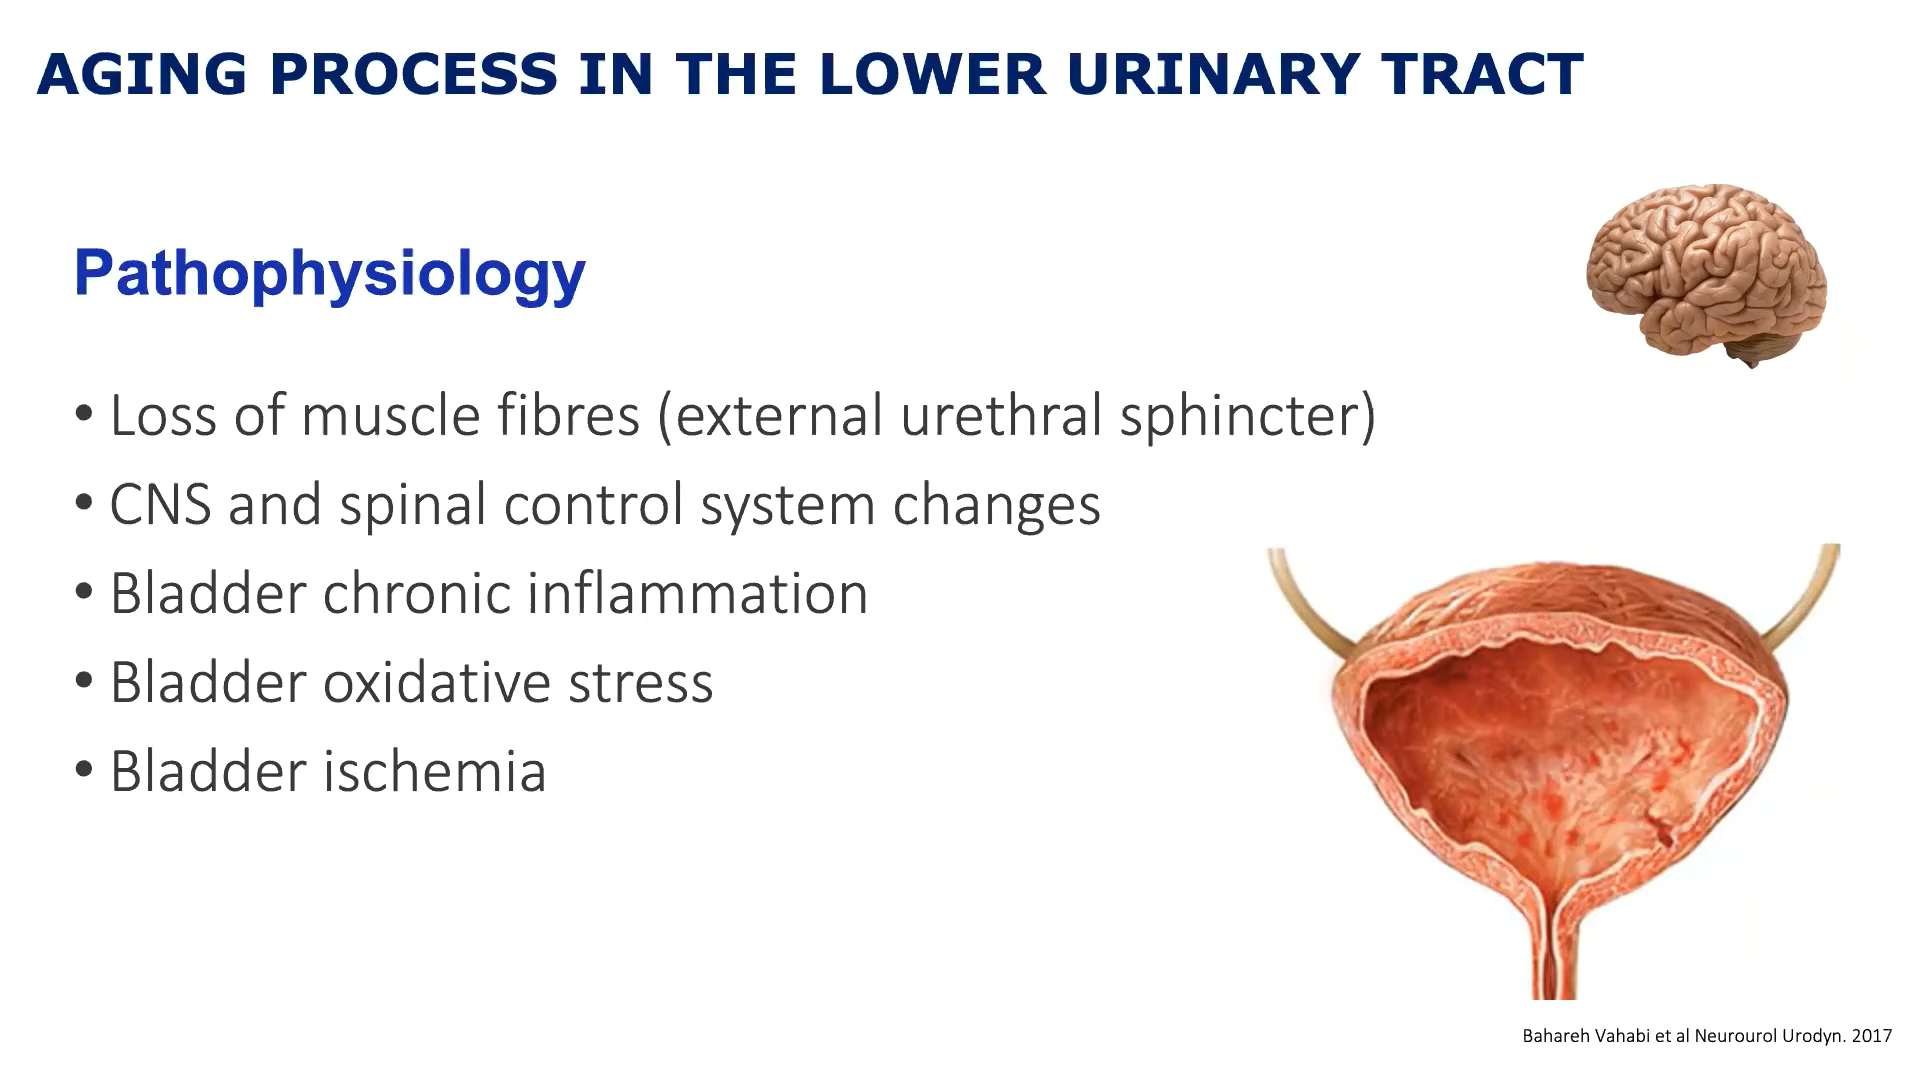 AGING PROCESS IN THE LOWER URINARY TRACT
Pathophysiology
• Loss of muscle fibres (external urethral sphincter)
• CNS and spinal control system changes
• Bladder chronic inflammation
• Bladder oxidative stress
• Bladder ischemia
Bahareh Vahabi et al Neurourol Urodyn. 2017